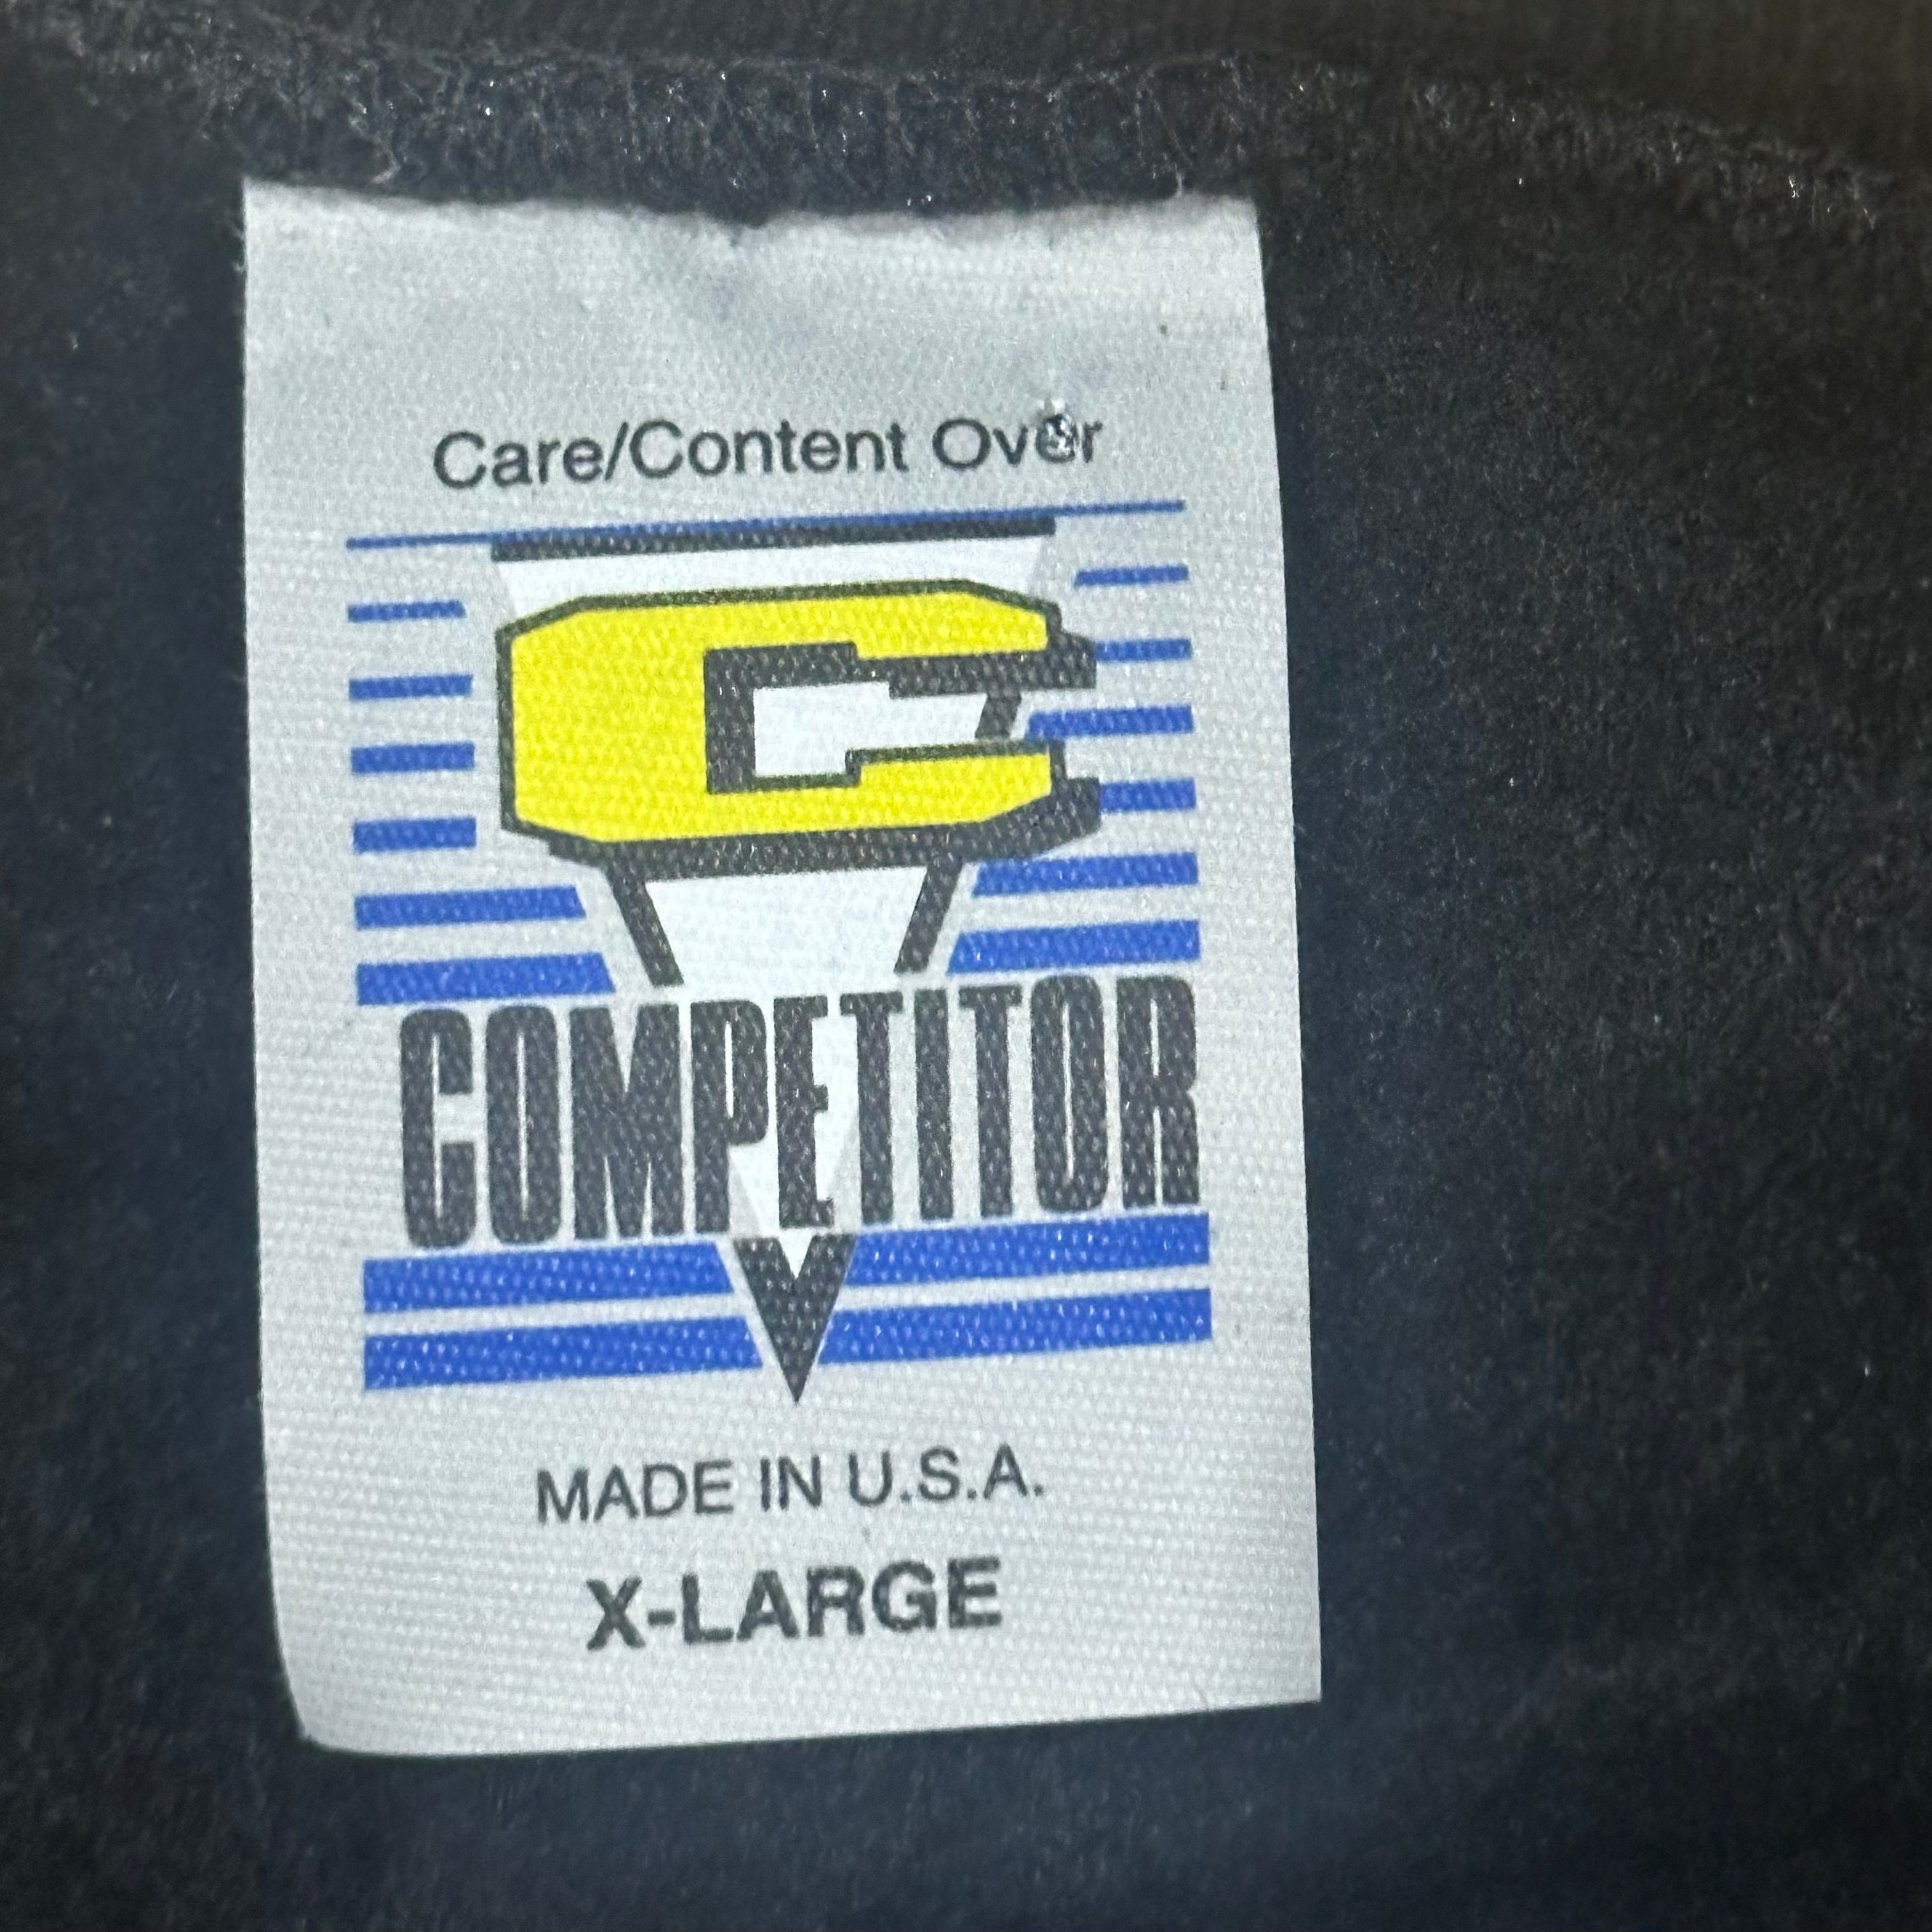 Care/Content Over
C
COMPETITOR
MADE IN U.S.A.
X-LARGE